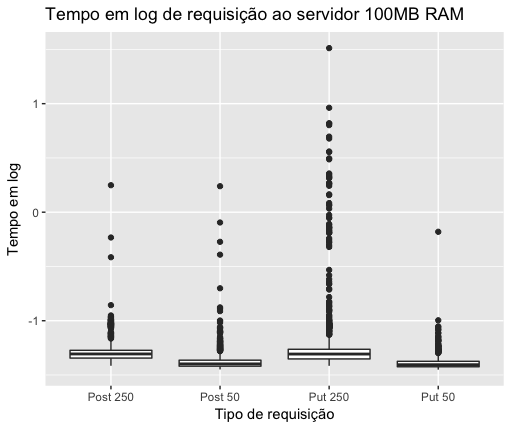 Tempo em log de requisição ao servidor 100MB RAM
Tempo em log
1
0
-1
Post 250 Post 50 Put 250 Put 50
Tipo de requisição